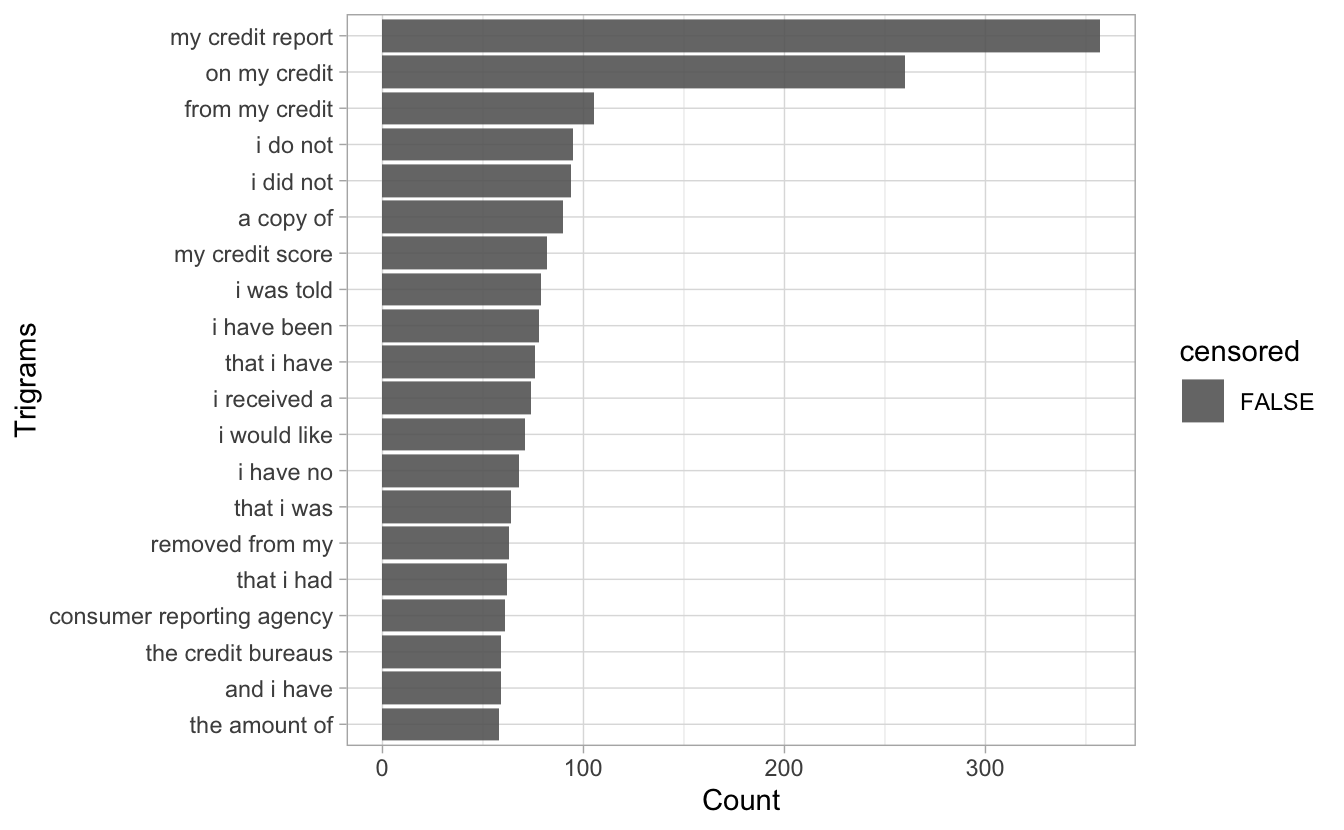 my credit report
on my credit
from my credit
i do not
i did not
a copy of
my credit score
i was told
i have been
that i have
i received a
i would like
i have no
that i was
removed from my
that i had
consumer reporting agency
the credit bureaus
and i have
the amount of
Trigrams
0 100 200 300
Count
censored
FALSE